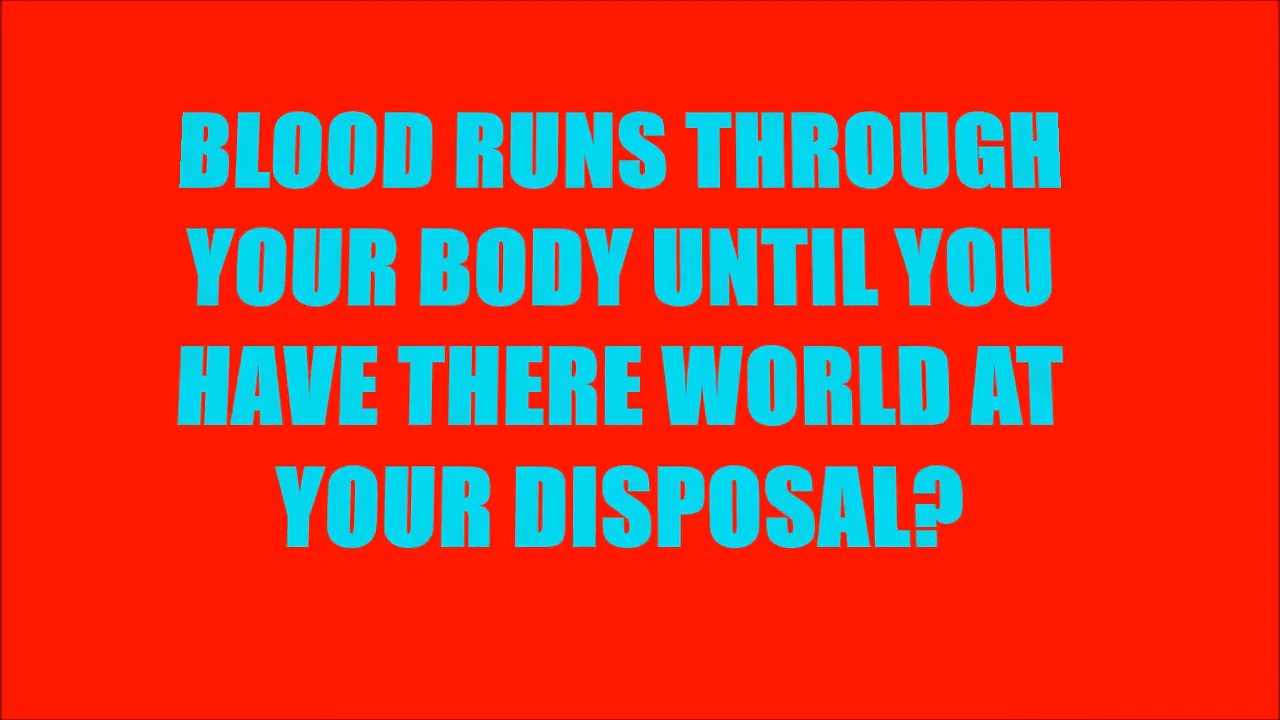 BLOOD RUNS THROUGH
YOUR BODY UNTIL YOU
HAVE THERE WORLD AT
YOUR DISPOSAL?